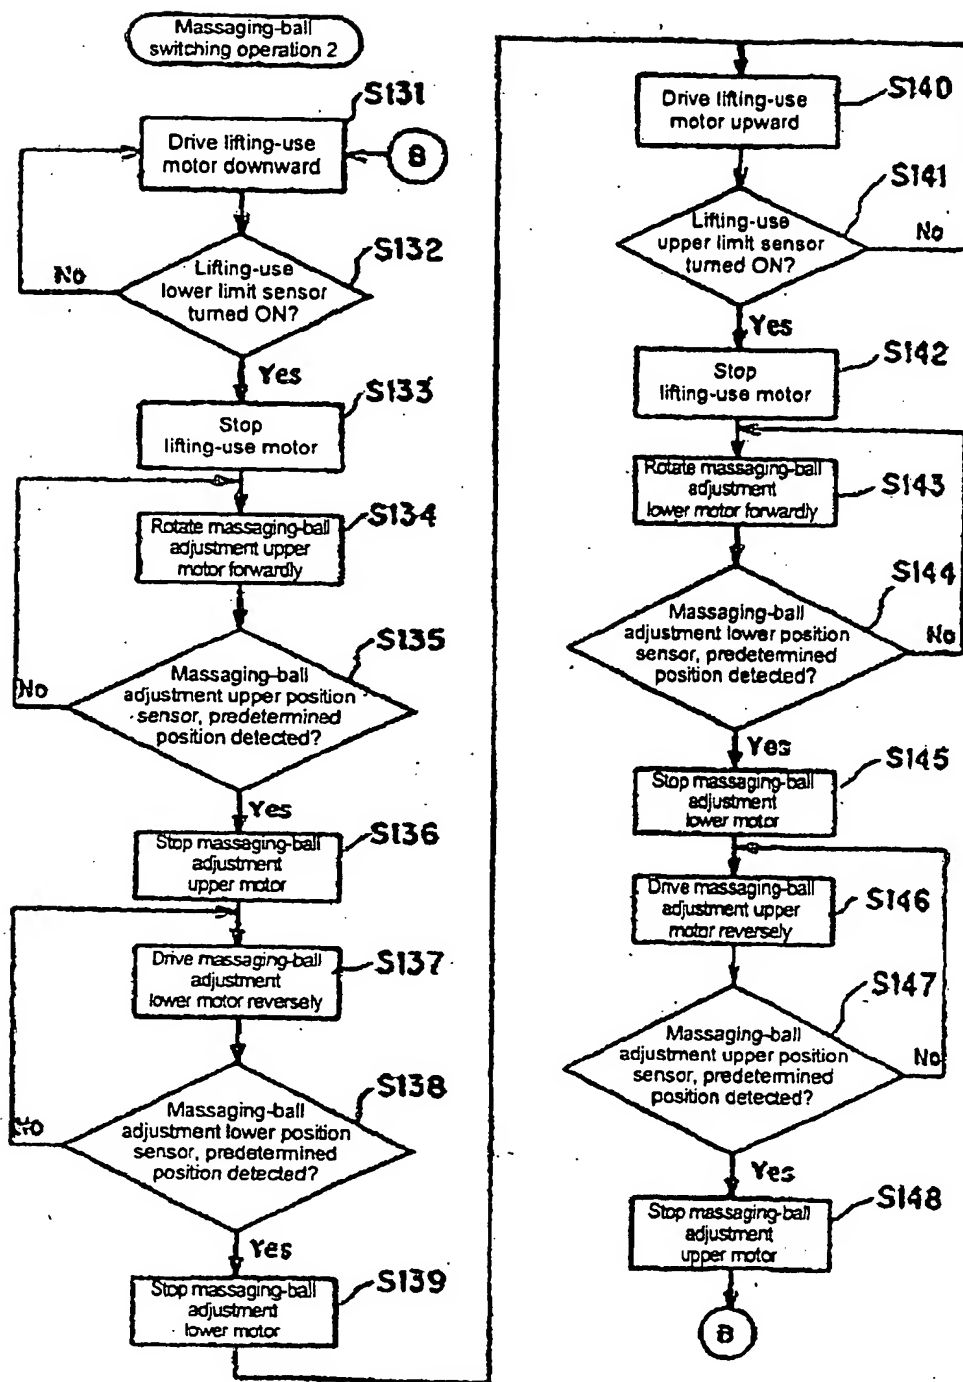 Massaging-ball
switching operation 2
S131
Drive lifting-use
motor downward
B
S132
Lifting-use
lower limit sensor
turned ON?
No
Yes
S133
Stop
lifting-use motor
S134
Rotate massaging-ball
adjustment upper
motor forwardly
S135
Massaging-ball
adjustment upper position
sensor, predetermined
position detected?
No
Yes
S136
Stop massaging-ball
adjustment
upper motor
S137
Drive massaging-ball
adjustment
lower motor reversely
S138
Massaging-ball
adjustment lower position
sensor, predetermined
position detected?
No
Yes
S139
Stop massaging-ball
adjustment
lower motor
S140
Drive lifting-use
motor upward
S141
Lifting-use
upper limit sensor
turned ON?
No
Yes
S142
Stop
lifting-use motor
S143
Rotate massaging-ball
adjustment
lower motor forwardly
S144
Massaging-ball
adjustment lower position
sensor, predetermined
position detected?
No
Yes
S145
Stop massaging-ball
adjustment
lower motor
S146
Drive massaging-ball
adjustment upper
motor reversely
S147
Massaging-ball
adjustment upper position
sensor, predetermined
position detected?
No
Yes
S148
Stop massaging-ball
adjustment
upper motor
B